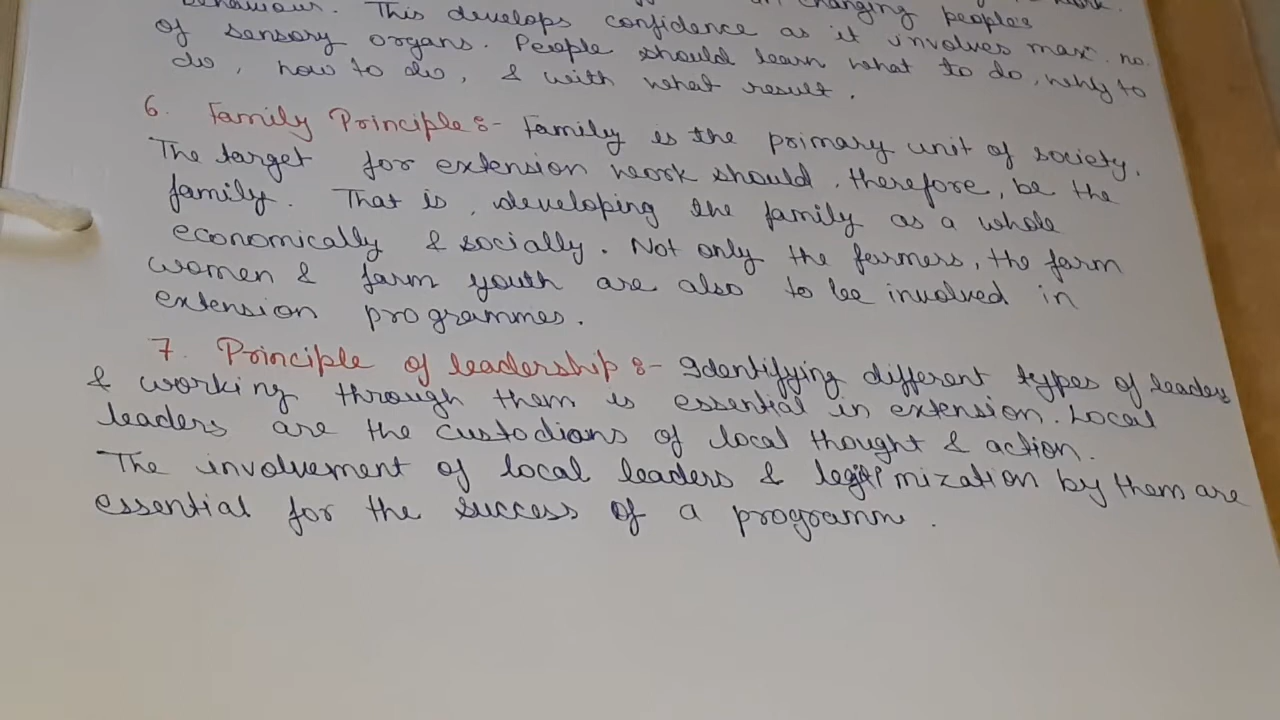 changing people's
behaviour. This develops confidence as it involves max. no.
of sensory organs. People should learn what to do, why to
do, how to do, & with what result.
6. Family Principle :- Family is the primary unit of society.
The target for extension work should, therefore, be the
family. That is, developing the family as a whole
economically & socially. Not only the farmers, the farm
women & farm youth are also to be involved in
extension programmes.
7. Principle of leadership :- Identifying different types of leaders
& working through them is essential in extension. Local
leaders are the custodians of local thought & action.
The involvement of local leaders & legitimization by them are
essential for the success of a programm.